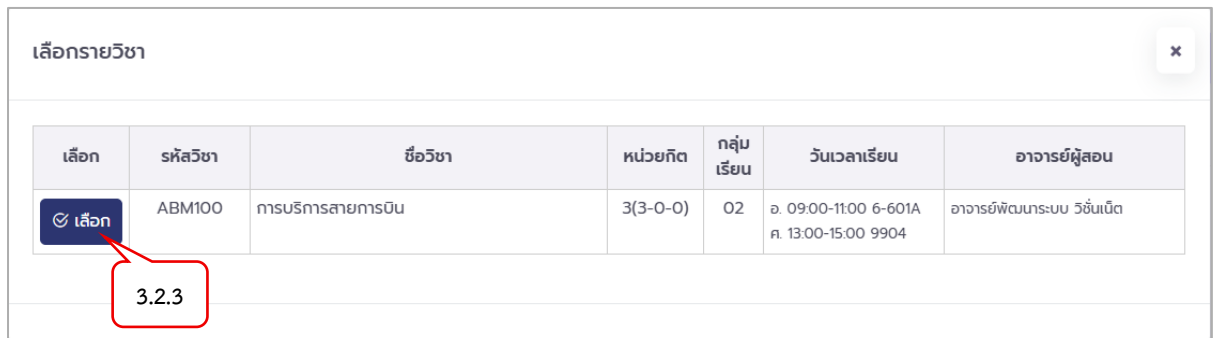 เลือกรายวิชา
×
เลือก รหัสวิชา ชื่อวิชา หน่วยกิต กลุ่มเรียน วันเวลาเรียน อาจารย์ผู้สอน
เลือก ABM100 การบริการสายการบิน 3(3-0-0) 02 อ. 09:00-11:00 6-601A อาจารย์พัฒนาระบบ วิชั่นเน็ต
ศ. 13:00-15:00 9904
3.2.3